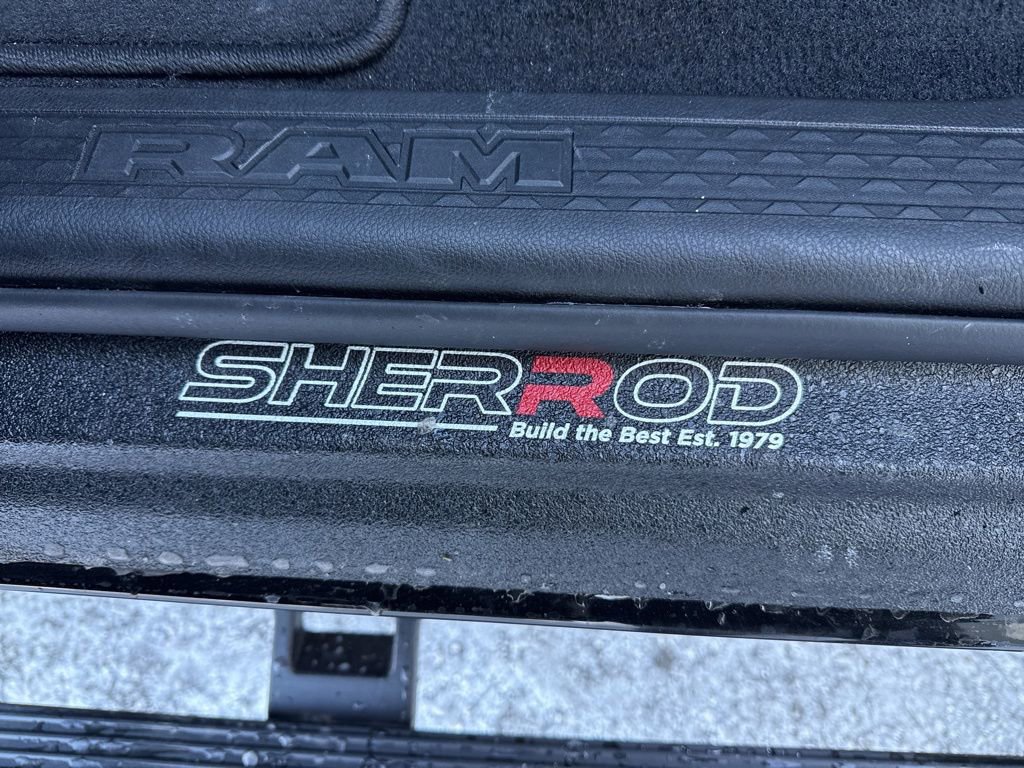 RAM
SHERROD
Build the Best Est. 1979